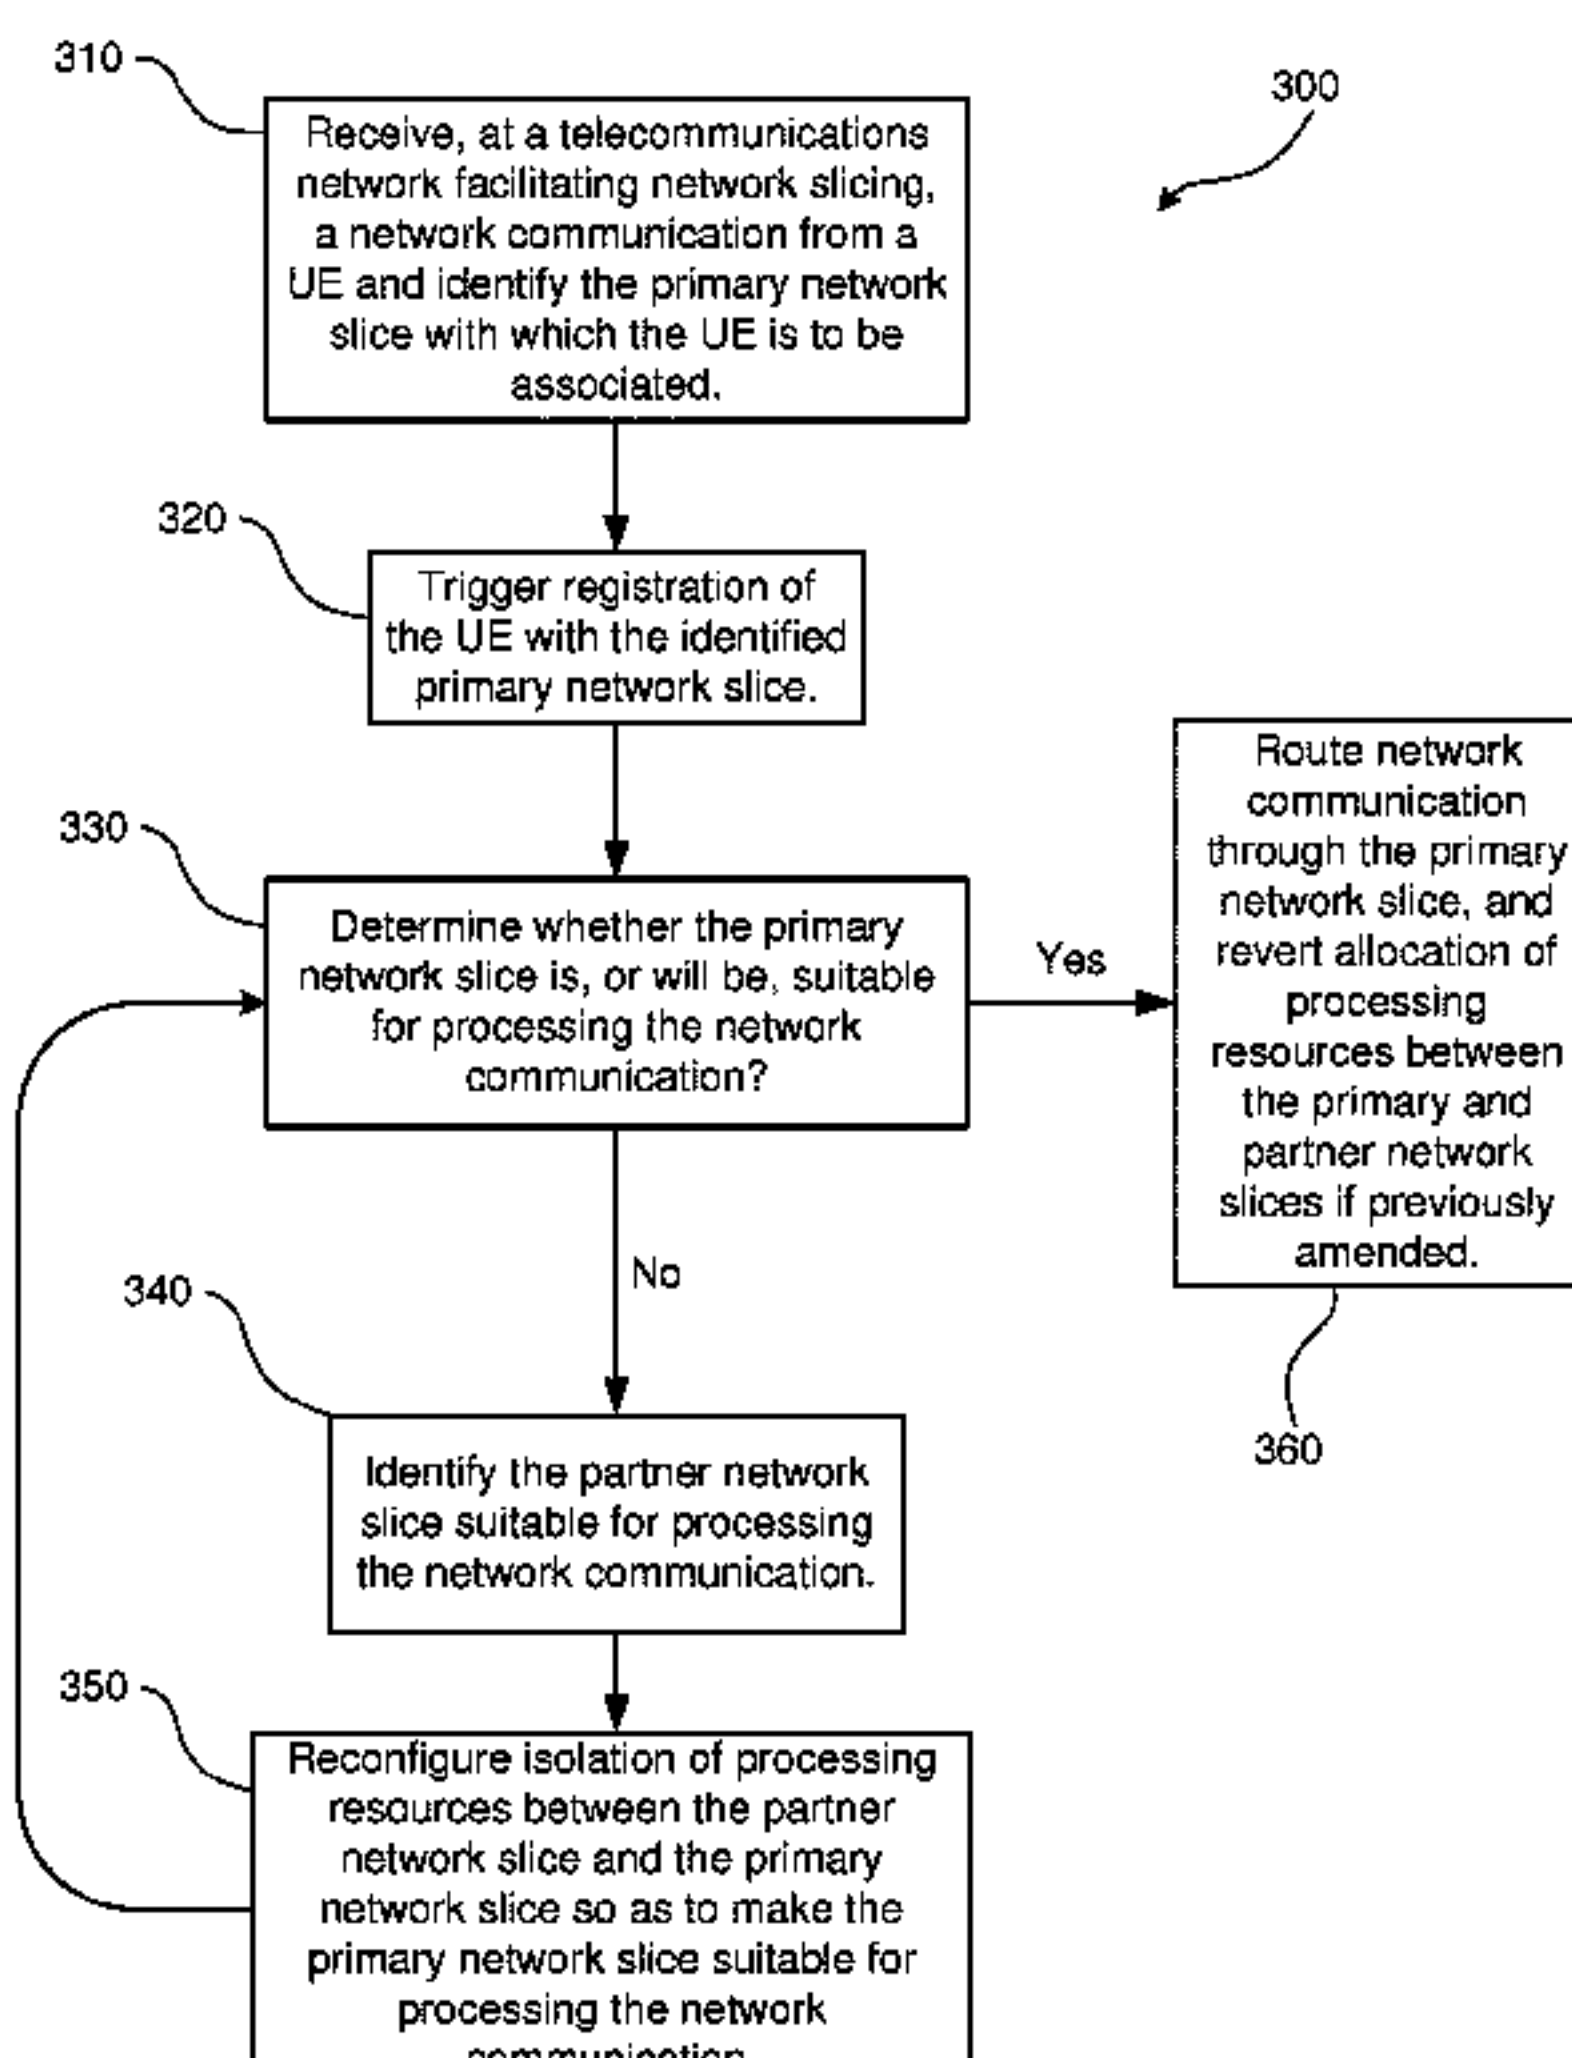 310
300
Receive, at a telecommunications
network facilitating network slicing,
a network communication from a
UE and identify the primary network
slice with which the UE is to be
associated.
320
Trigger registration of
the UE with the identified
primary network slice.
330
Determine whether the primary
network slice is, or will be, suitable
for processing the network
communication?
Yes
Route network
communication
through the primary
network slice, and
revert allocation of
processing
resources between
the primary and
partner network
slices if previously
amended.
360
No
340
Identify the partner network
slice suitable for processing
the network communication.
350
Reconfigure isolation of processing
resources between the partner
network slice and the primary
network slice so as to make the
primary network slice suitable for
processing the network
communication